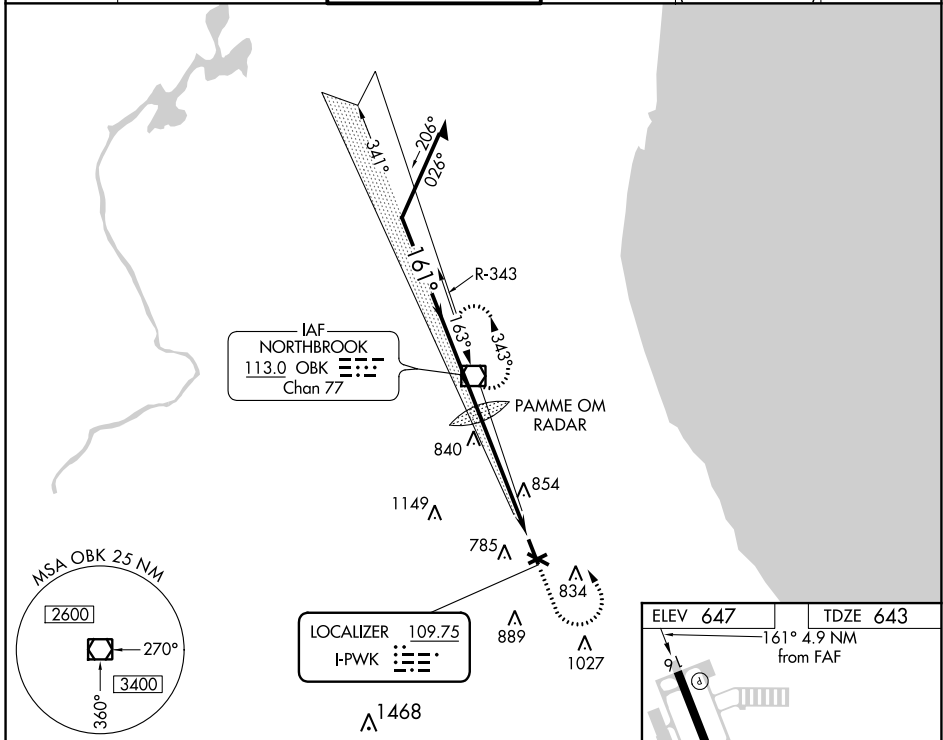 341°
206°
026°
161°
R-343
163°
343°
IAF
NORTHBROOK
113.0 OBK
Chan 77
PAMME OM
RADAR
840
854
1149
785
834
889
1027
1468
MSA OBK 25 NM
2600
270°
3400
360°
LOCALIZER 109.75
I-PWK
ELEV 647 TDZE 643
161° 4.9 NM
from FAF
16
P